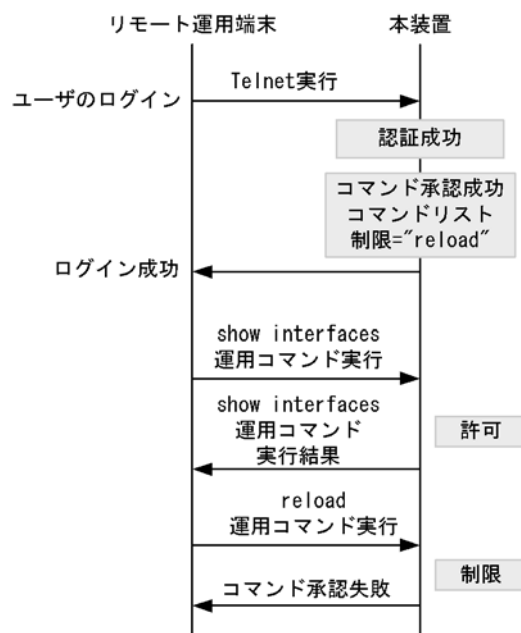 リモート運用端末
本装置
Telnet実行
ユーザのログイン
認証成功
コマンド承認成功
コマンドリスト
制限="reload"
ログイン成功
show interfaces
運用コマンド実行
show interfaces
運用コマンド
実行結果
許可
reload
運用コマンド実行
制限
コマンド承認失敗